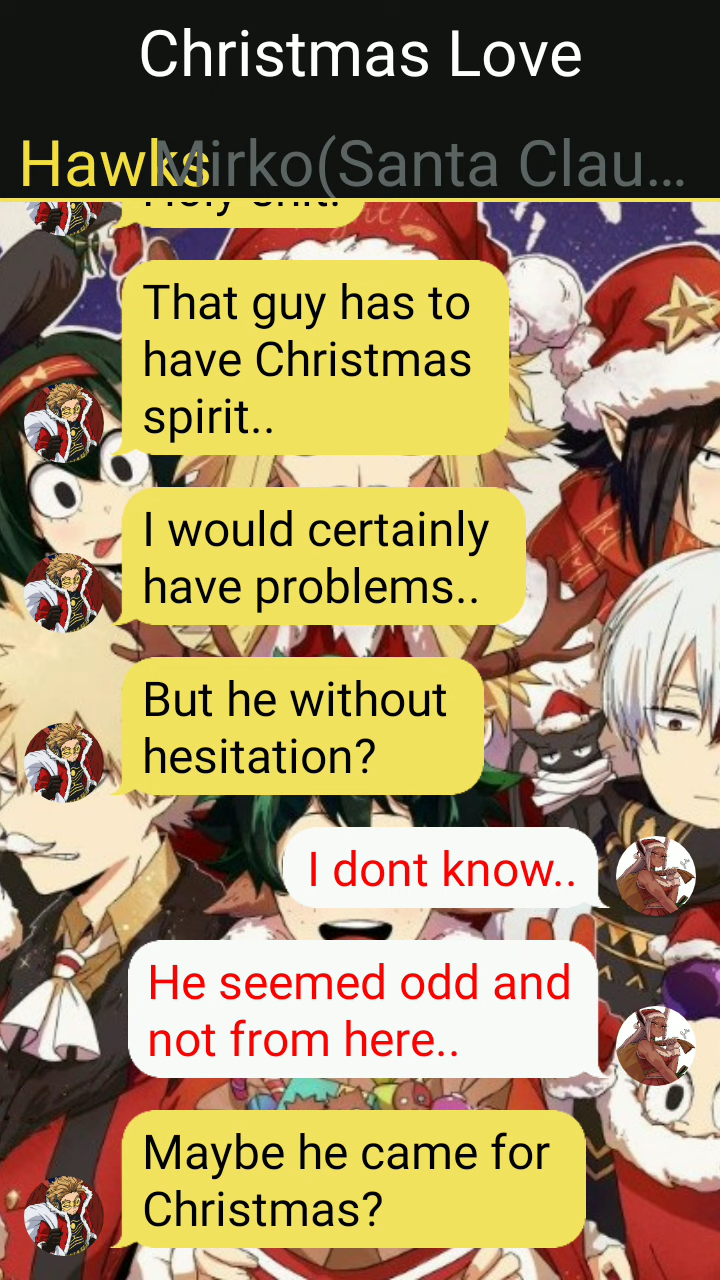 Christmas Love
Hawks
Mirko(Santa Clau...
That guy has to
have Christmas
spirit..
I would certainly
have problems..
But he without
hesitation?
I dont know..
He seemed odd and
not from here..
Maybe he came for
Christmas?